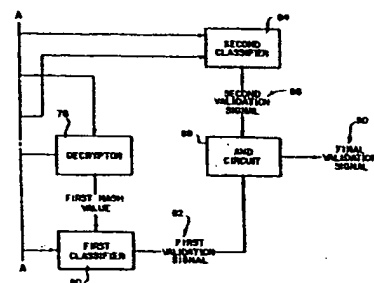 A
84
SECOND
CLASSIFIER
SECOND
VALIDATION
SIGNAL
86
78
DECRYPTOR
88
AND
CIRCUIT
90
FINAL
VALIDATION
SIGNAL
FIRST HASH
VALUE
82
FIRST
CLASSIFIER
FIRST
VALIDATION
SIGNAL
A
80